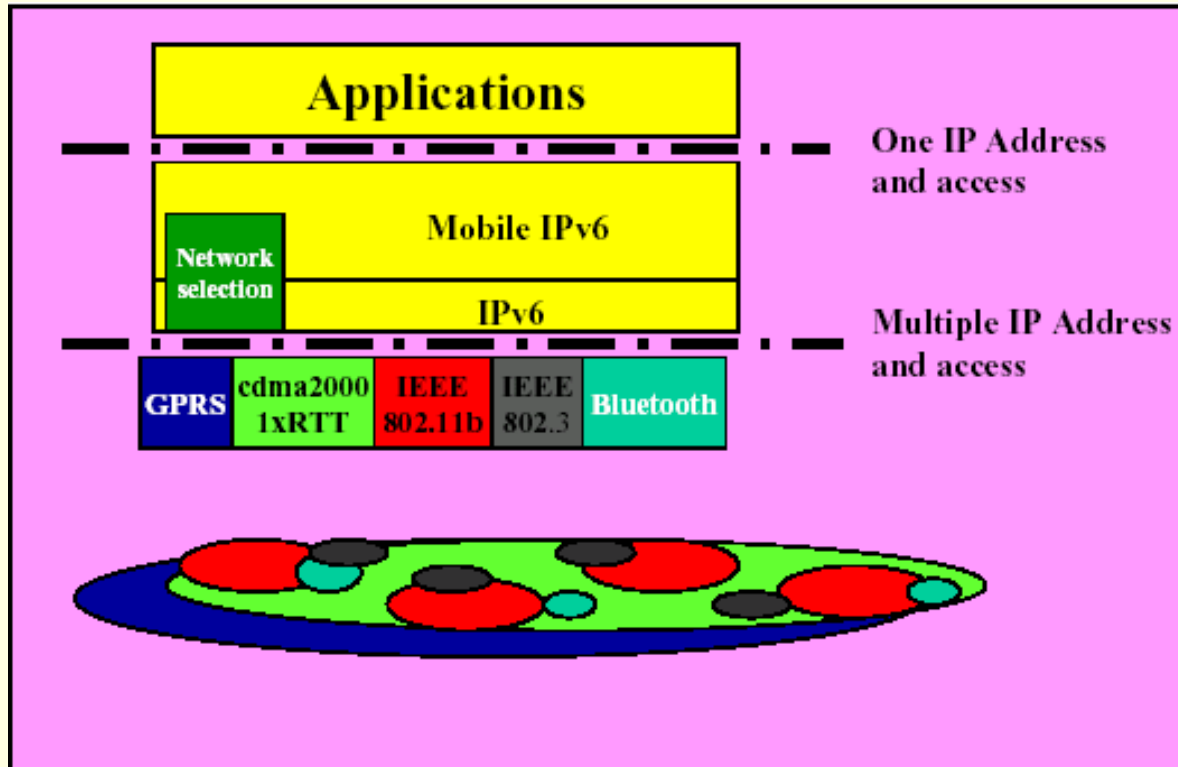 Applications
One IP Address
and access
Mobile IPv6
Network
selection
IPv6
Multiple IP Address
and access
GPRS
cdma2000
1xRTT
IEEE
802.11b
IEEE
802.3
Bluetooth